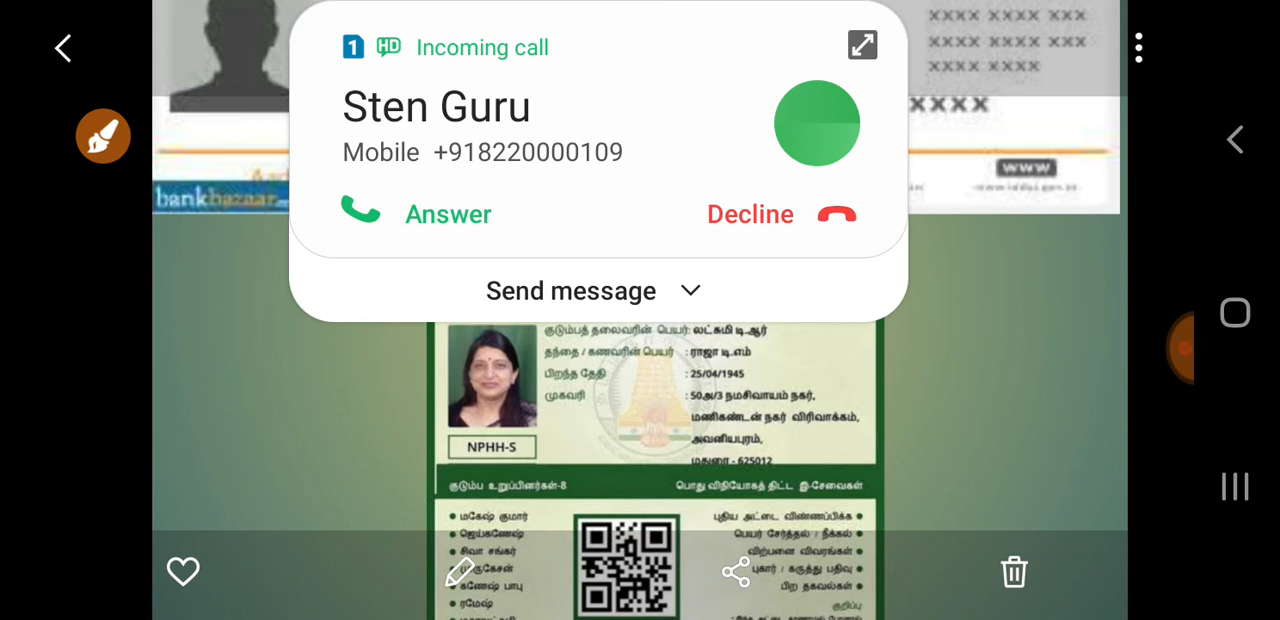 xxxx xxxx xxx
xxxx xxxx xxx
xxxx xxxx
xxxx
1 HD Incoming call
Sten Guru
Mobile +918220000109
Answer
Decline
Send message
www
bankbazaar
குடும்பத் தலைவரின் பெயர்: லட்சுமி டி.ஆர்
தந்தை / கணவரின் பெயர் : ராஜா டி.எம்
பிறந்த தேதி : 25/04/1945
முகவரி : 50அ/3 நமசிவாயம் நகர்,
மணிகண்டன் நகர் விரிவாக்கம்,
அவனியாபுரம்,
மதுரை - 625012
NPHH-S
குடும்ப உறுப்பினர்கள்-8
பொது விநியோகத் திட்ட இ-சேவைகள்
மகேஷ் குமார்
ஜெய்கணேஷ்
சிவா சங்கர்
முருகேசன்
கணேஷ் பாபு
ரமேஷ்
புதிய அட்டை விண்ணப்பிக்க
பெயர் சேர்த்தல் / நீக்கல்
விற்பனை விவரங்கள்
புகார் / கருத்து பதிவு
பிற தகவல்கள்
குறிப்பு